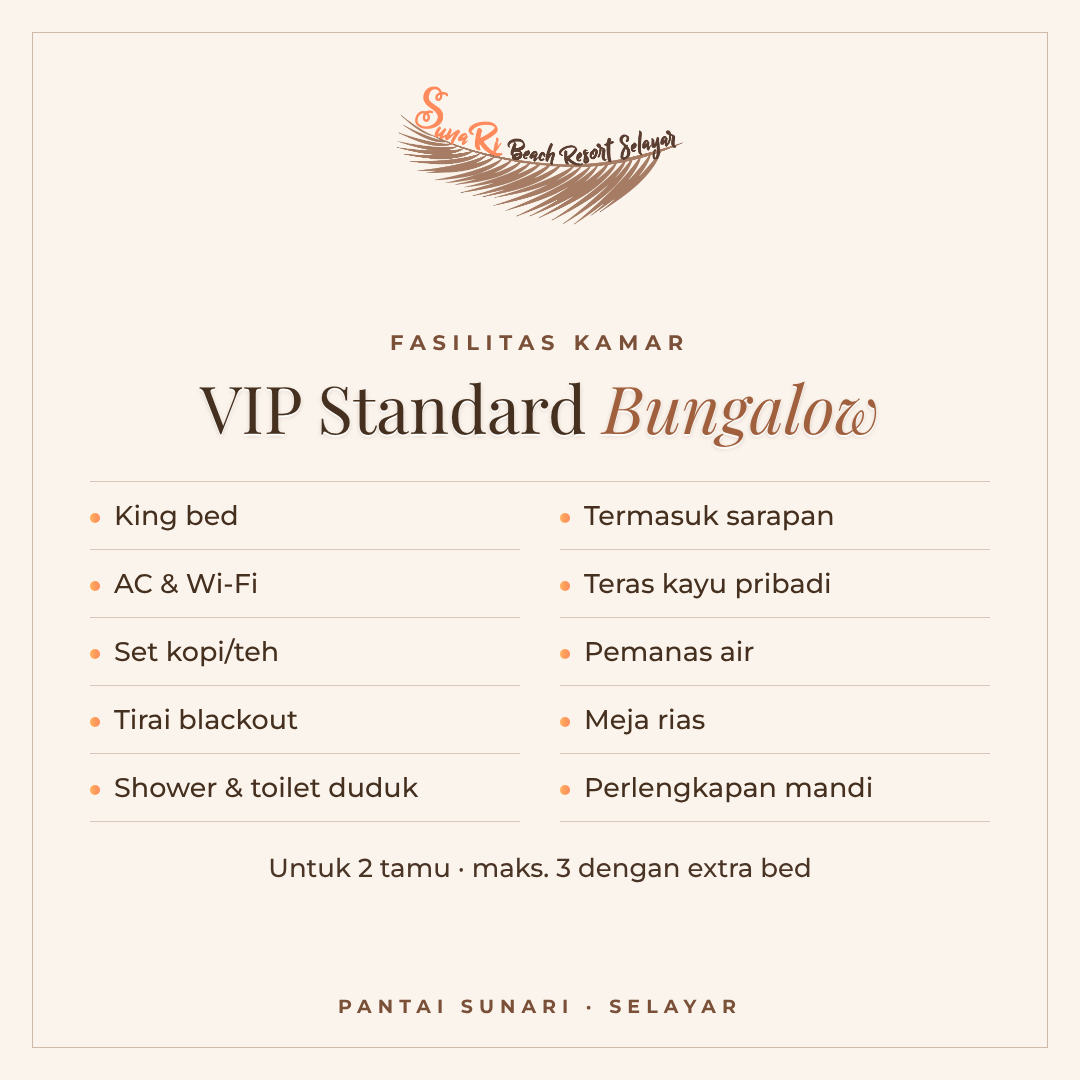 SunaRi Beach Resort Selayar
FASILITAS KAMAR
VIP Standard Bungalow
King bed
Termasuk sarapan
AC & Wi-Fi
Teras kayu pribadi
Set kopi/teh
Pemanas air
Tirai blackout
Meja rias
Shower & toilet duduk
Perlengkapan mandi
Untuk 2 tamu · maks. 3 dengan extra bed
PANTAI SUNARI · SELAYAR